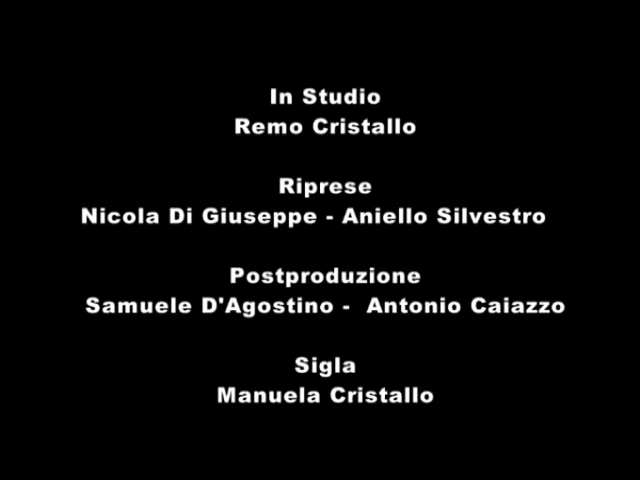 In Studio
Remo Cristallo
Riprese
Nicola Di Giuseppe - Aniello Silvestro
Postproduzione
Samuele D'Agostino - Antonio Caiazzo
Sigla
Manuela Cristallo